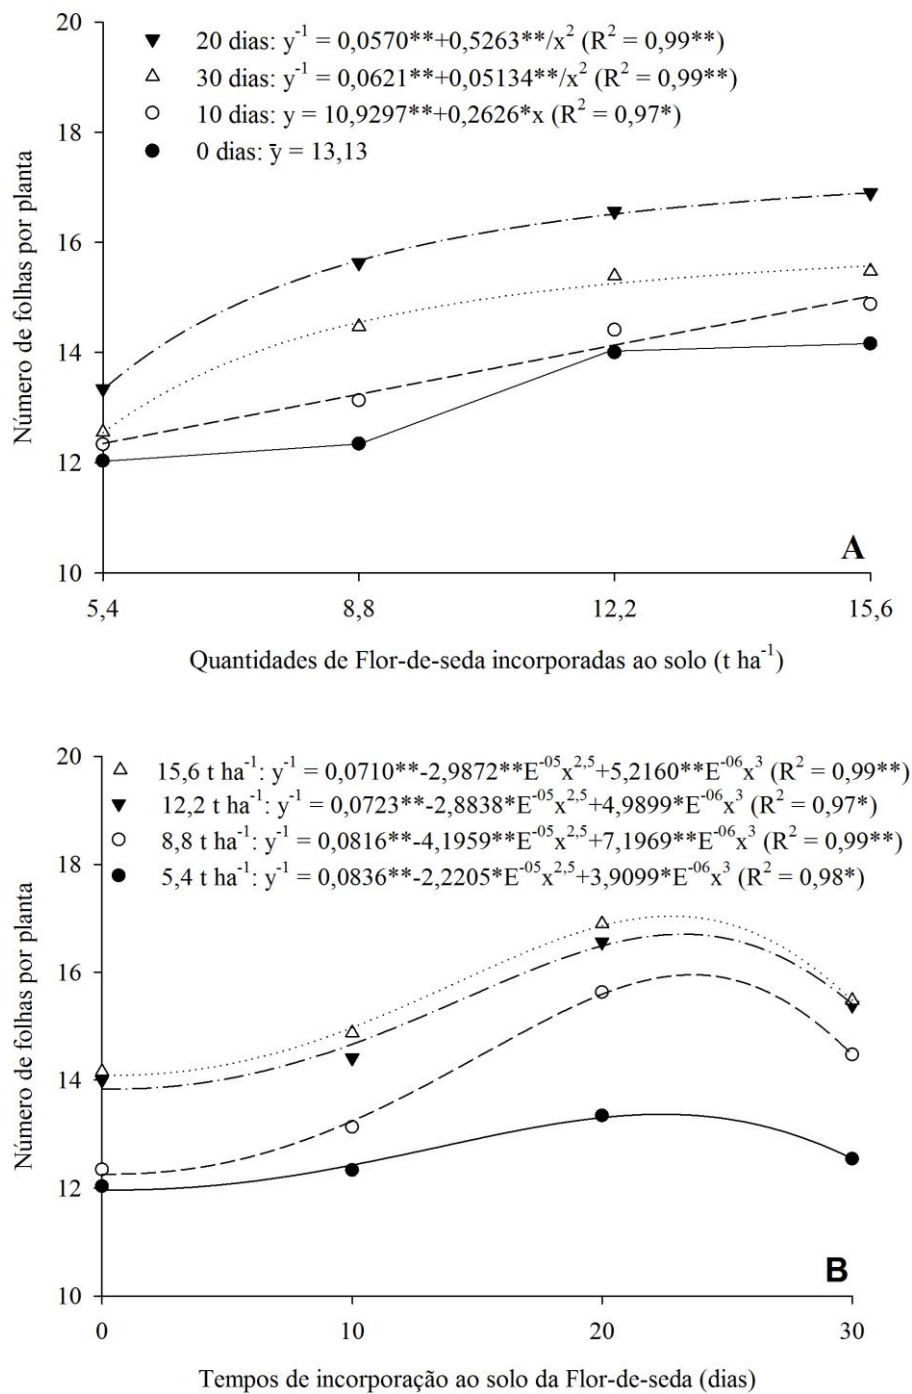 20 dias: y⁻¹ = 0,0570**+0,5263**/x² (R² = 0,99**)
30 dias: y⁻¹ = 0,0621**+0,05134**/x² (R² = 0,99**)
10 dias: y = 10,9297**+0,2626*x (R² = 0,97*)
0 dias: ȳ = 13,13
Número de folhas por planta
20
18
16
14
12
10
A
5,4 8,8 12,2 15,6
Quantidades de Flor-de-seda incorporadas ao solo (t ha⁻¹)
15,6 t ha⁻¹: y⁻¹ = 0,0710**-2,9872**E⁻⁰⁵x²,⁵+5,2160**E⁻⁰⁶x³ (R² = 0,99**)
12,2 t ha⁻¹: y⁻¹ = 0,0723**-2,8838*E⁻⁰⁵x²,⁵+4,9899*E⁻⁰⁶x³ (R² = 0,97*)
8,8 t ha⁻¹: y⁻¹ = 0,0816**-4,1959**E⁻⁰⁵x²,⁵+7,1969**E⁻⁰⁶x³ (R² = 0,99**)
5,4 t ha⁻¹: y⁻¹ = 0,0836**-2,2205*E⁻⁰⁵x²,⁵+3,9099*E⁻⁰⁶x³ (R² = 0,98*)
Número de folhas por planta
20
18
16
14
12
10
B
0 10 20 30
Tempos de incorporação ao solo da Flor-de-seda (dias)